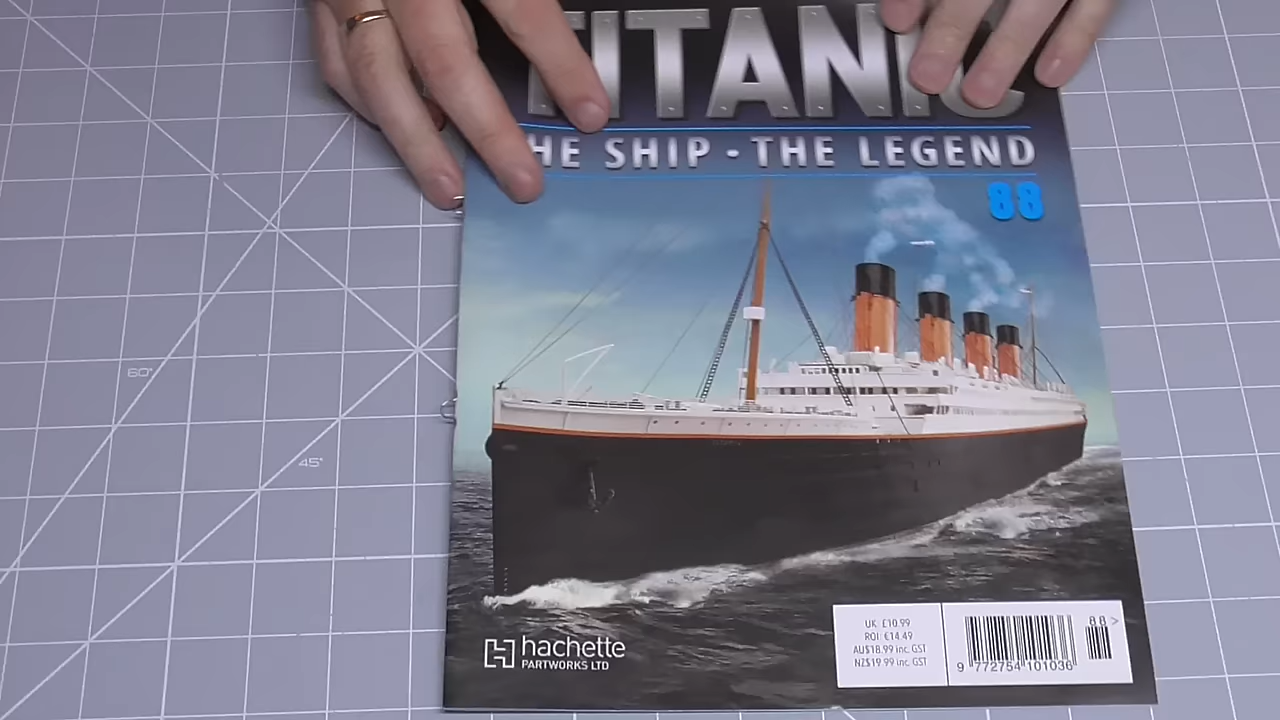 TITANIC
THE SHIP · THE LEGEND
88
60°
45°
hachette
PARTWORKS LTD
UK £10.99
ROI: €14.49
AU$18.99 inc. GST
NZ$19.99 inc. GST
88>
9 772754 101036